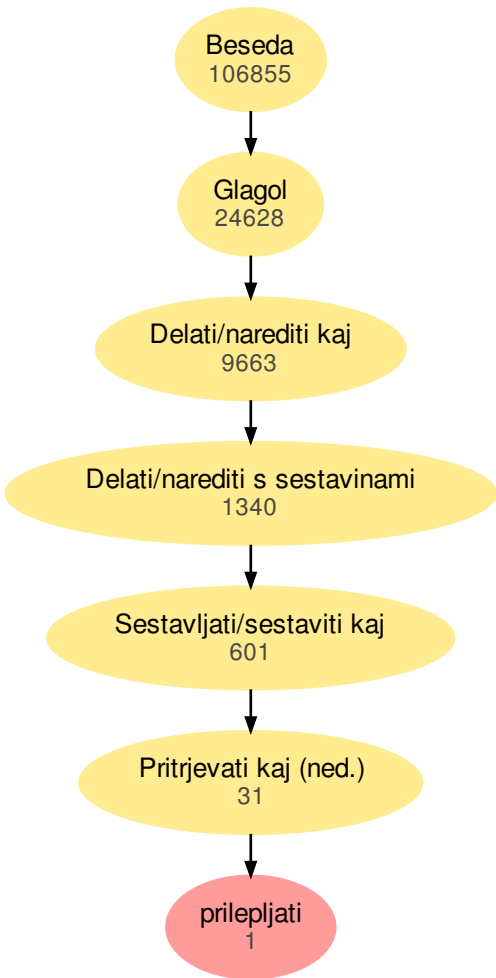 Beseda
106855
Glagol
24628
Delati/narediti kaj
9663
Delati/narediti s sestavinami
1340
Sestavljati/sestaviti kaj
601
Pritrjevati kaj (ned.)
31
prilepljati
1